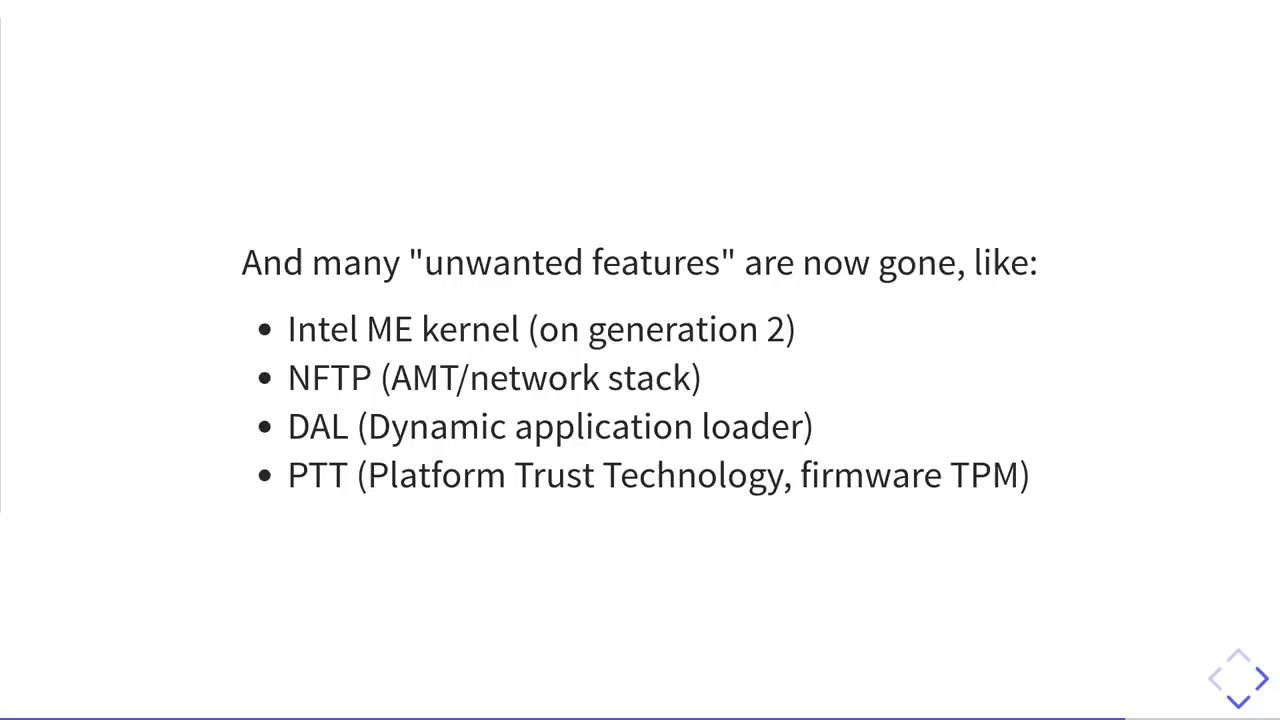 And many "unwanted features" are now gone, like:
• Intel ME kernel (on generation 2)
• NFTP (AMT/network stack)
• DAL (Dynamic application loader)
• PTT (Platform Trust Technology, firmware TPM)